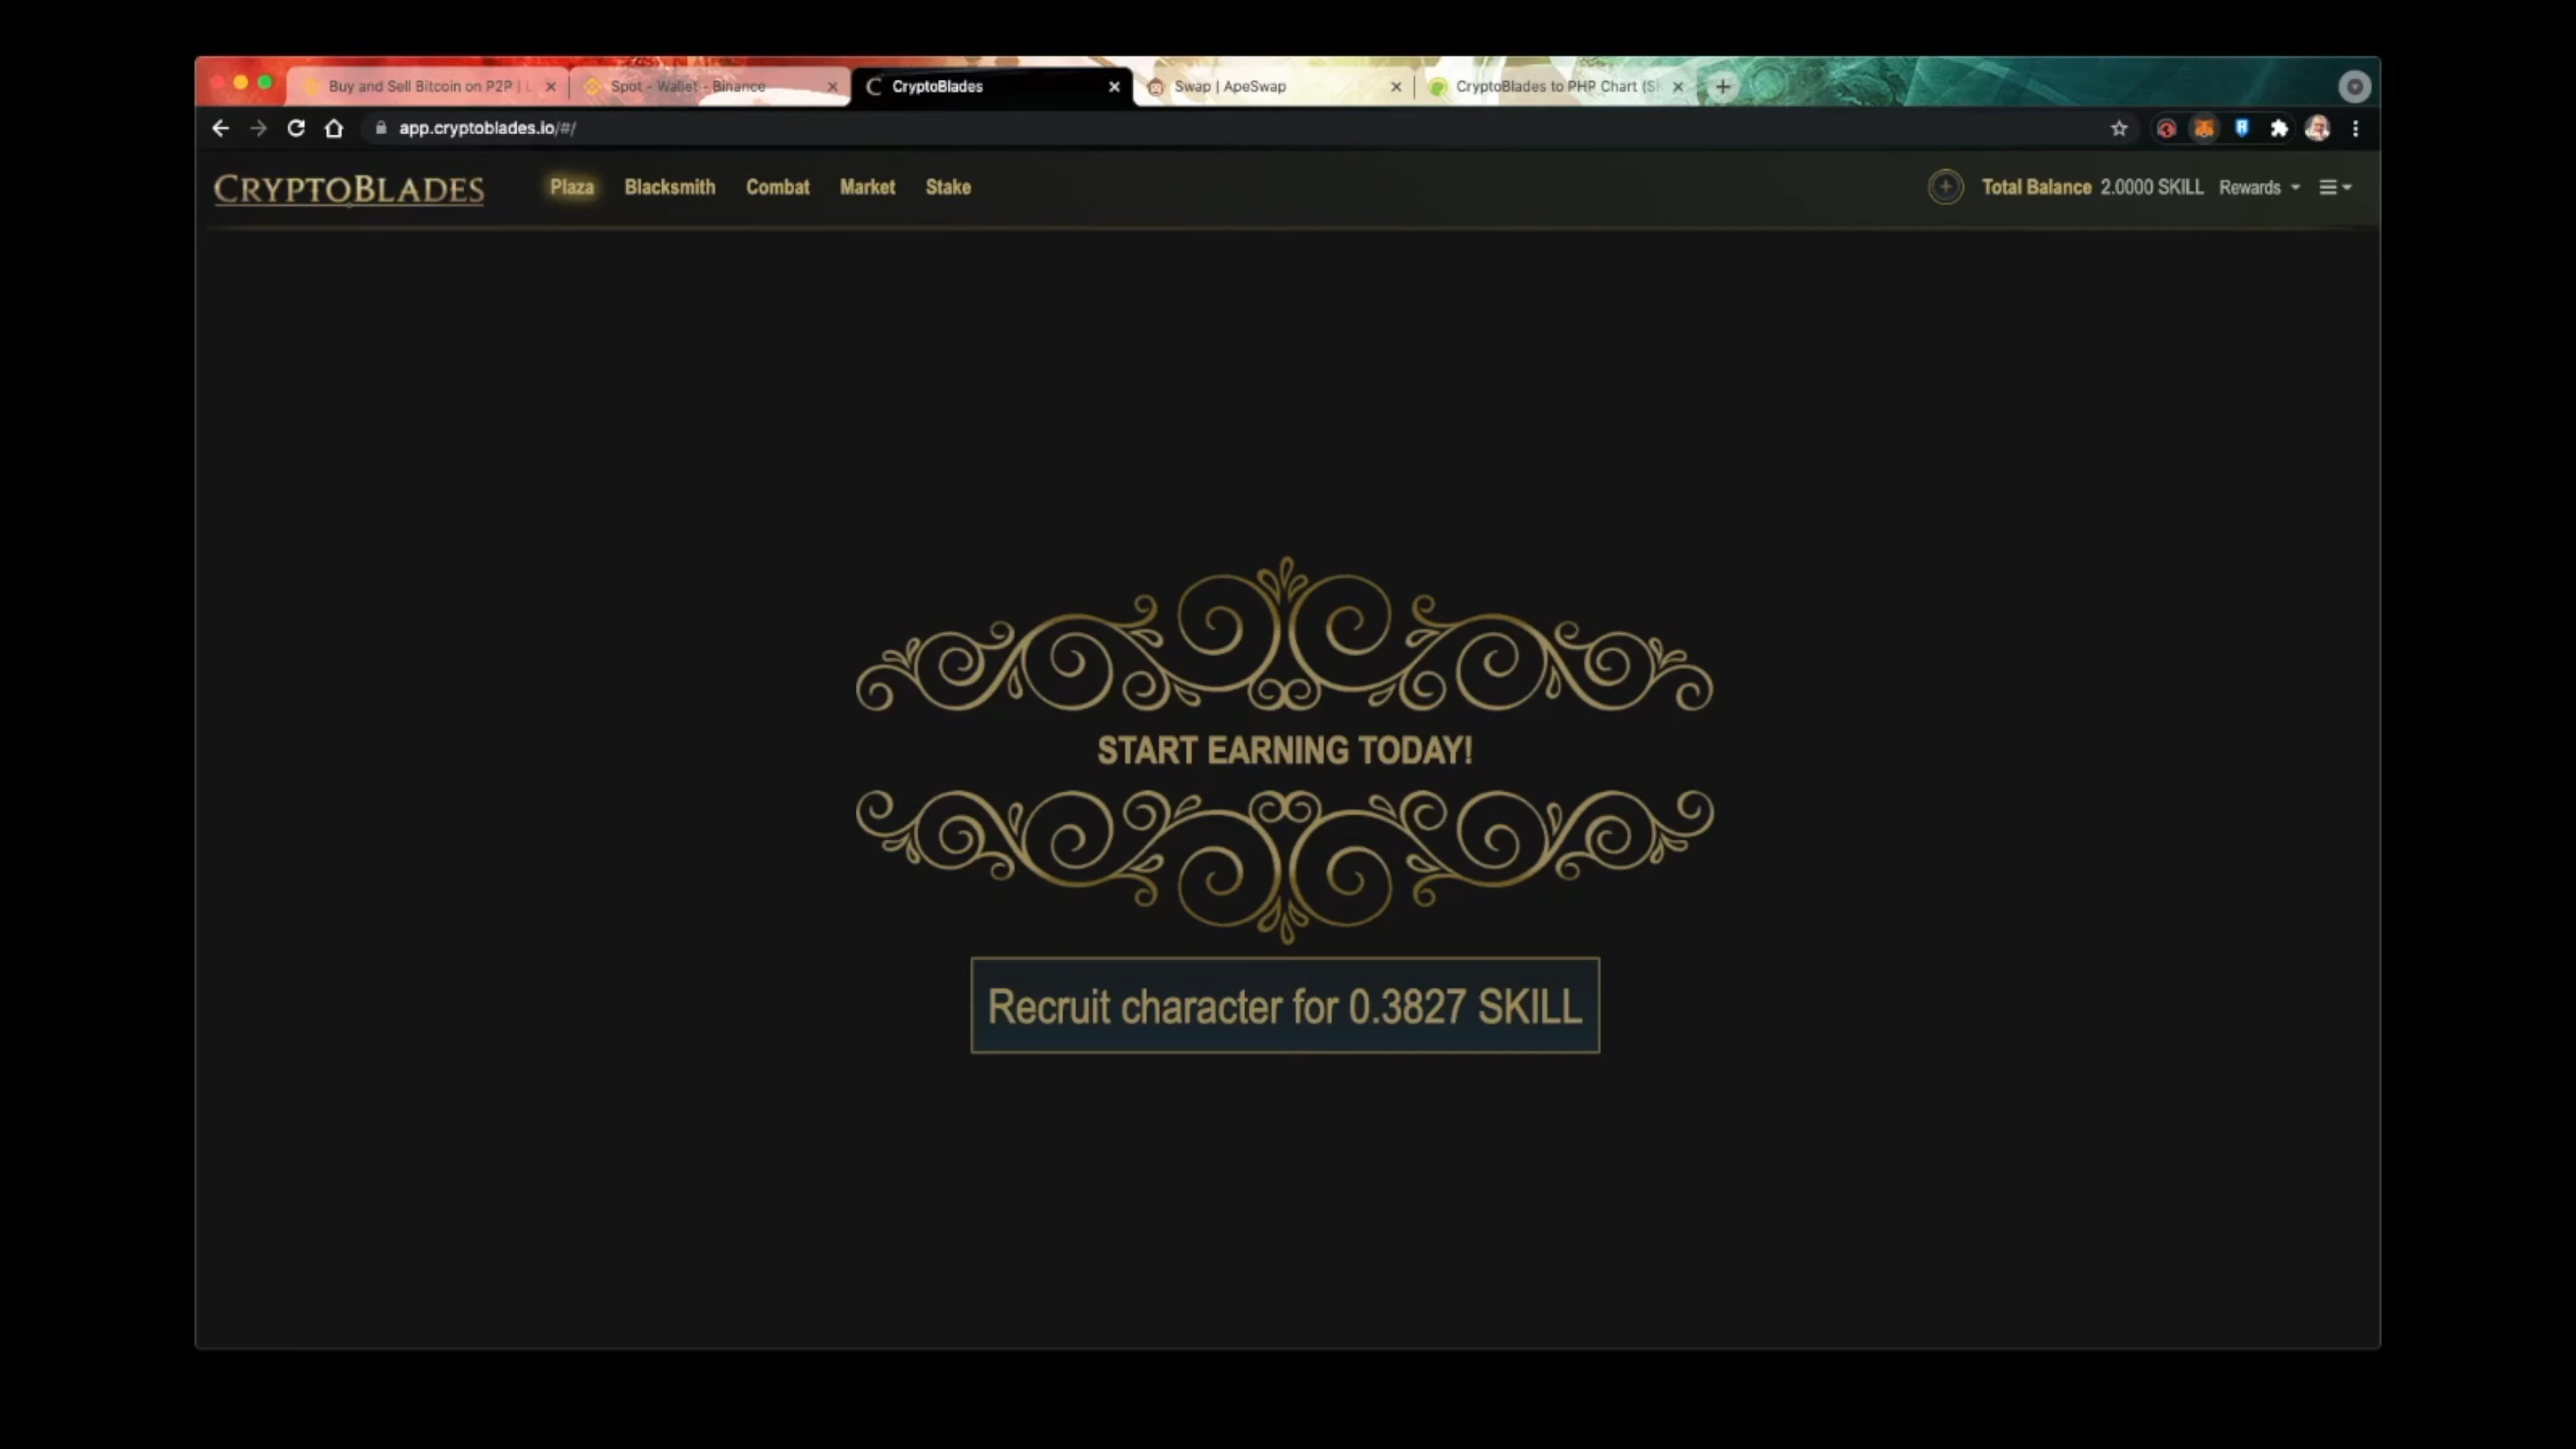 Buy and Sell Bitcoin on P2P | L
Spot - Wallet - Binance
CryptoBlades
Swap | ApeSwap
CryptoBlades to PHP Chart (S
app.cryptoblades.io/#/
CRYPTOBLADES
Plaza
Blacksmith
Combat
Market
Stake
Total Balance 2.0000 SKILL
Rewards
START EARNING TODAY!
Recruit character for 0.3827 SKILL